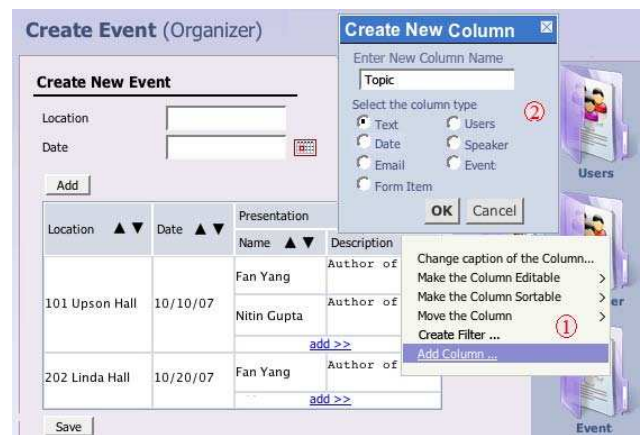 Create Event (Organizer)
Create New Event
Location
Date
Add
Location ▲ ▼ Date ▲ ▼ Presentation
Name ▲ ▼ Description
101 Upson Hall 10/10/07
Fan Yang Author of
Nitin Gupta Author of
add >>
202 Linda Hall 10/20/07 Fan Yang Author of
add >>
Save
Create New Column
Enter New Column Name
Topic
Select the column type
②
Text Users
Date Speaker
Email Event
Form Item
OK Cancel
Change caption of the Column...
Make the Column Editable >
Make the Column Sortable >
Move the Column >
Create Filter ...
①
Add Column ...
Users
er
Event